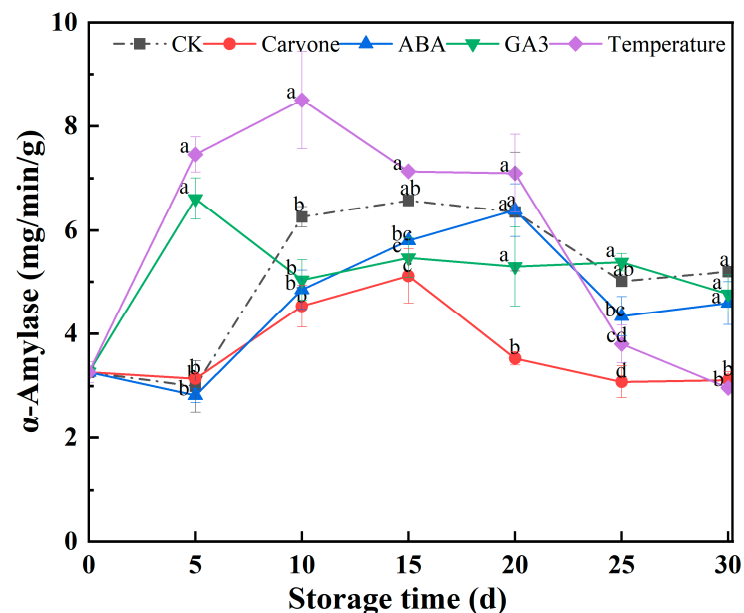 10
CK Carvone ABA GA3 Temperature
a
8
a
a
a
a
ab
b
a
a
6
bc
a
c
a
a
ab
a
b
c
b
b
a
bc
a
4
cd
b
b
b
d
b
b
b
2
0
0 5 10 15 20 25 30
Storage time (d)
α-Amylase (mg/min/g)